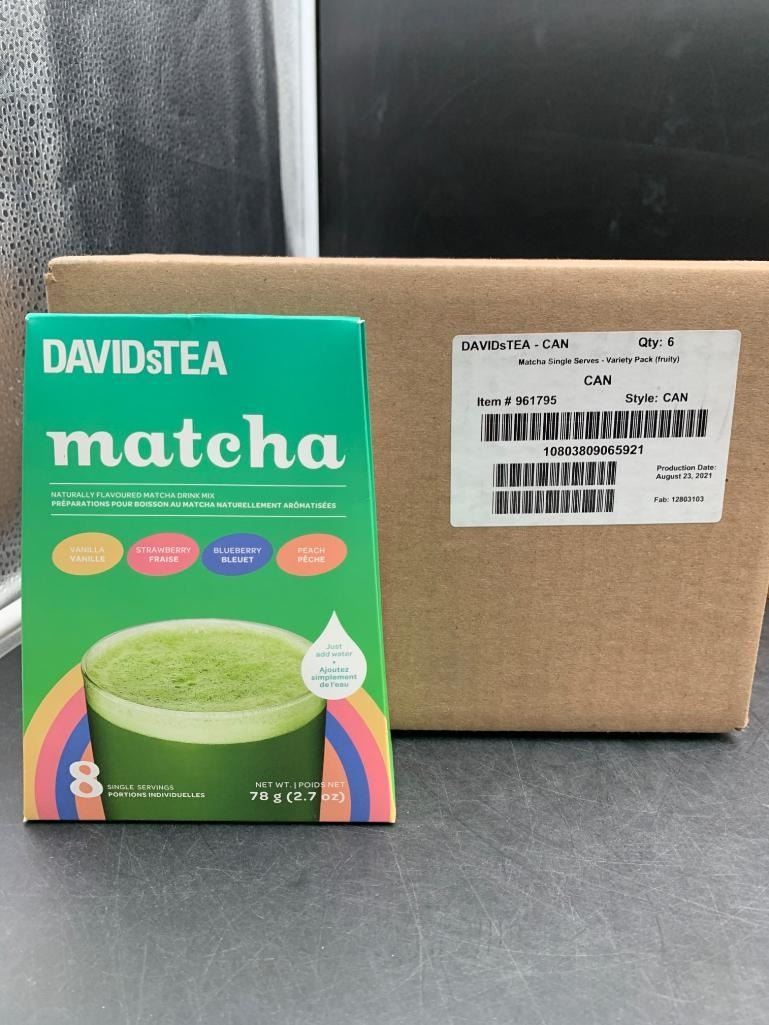 DAVIDsTEA
matcha
NATURALLY FLAVOURED MATCHA DRINK MIX
PRÉPARATIONS POUR BOISSON AU MATCHA NATURELLEMENT ARÔMATISÉES
VANILLA
VANILLE
STRAWBERRY
FRAISE
BLUEBERRY
BLEUET
PEACH
PÊCHE
Just
add water
•
Ajoutez
simplement
de l'eau
8 SINGLE SERVINGS
PORTIONS INDIVIDUELLES
NET WT. | POIDS NET
78 g (2.7 oz)
DAVIDsTEA - CAN Qty: 6
Matcha Single Serves - Variety Pack (fruity)
CAN
Item # 961795 Style: CAN
10803809065921
Production Date:
August 23, 2021
Fab: 12803103